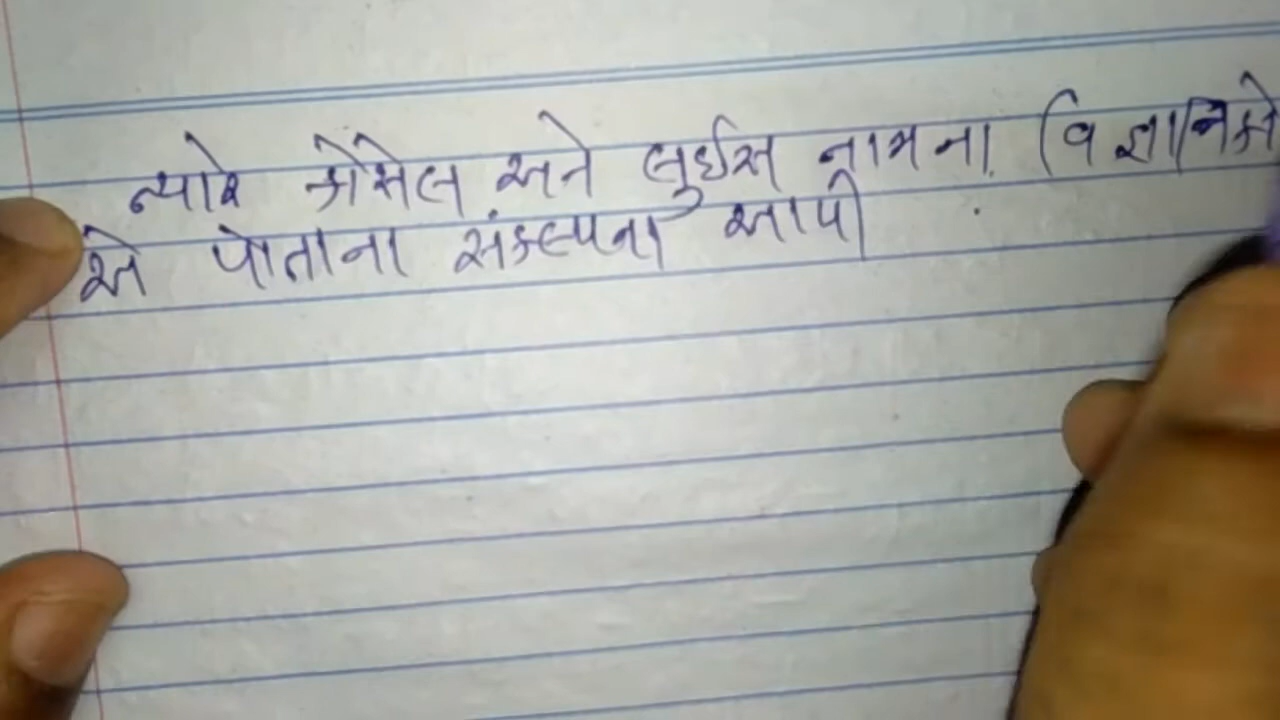 ત્યારે કોસેલ અને લુઈસ નામના વિજ્ઞાનિકો
એ પોતાના સંકલ્પના આપી